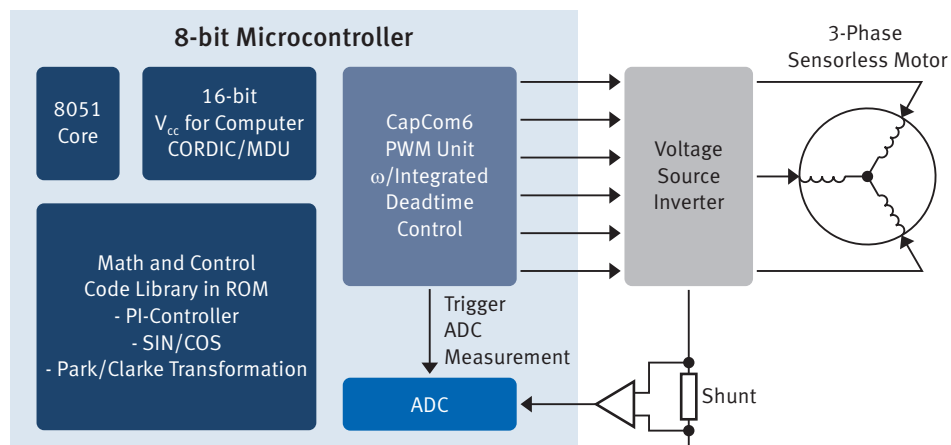 8-bit Microcontroller
8051
Core
16-bit
Vcc for Computer
CORDIC/MDU
Math and Control
Code Library in ROM
- PI-Controller
- SIN/COS
- Park/Clarke Transformation
CapCom6
PWM Unit
ω/Integrated
Deadtime
Control
Trigger
ADC
Measurement
ADC
Voltage
Source
Inverter
3-Phase
Sensorless Motor
Shunt